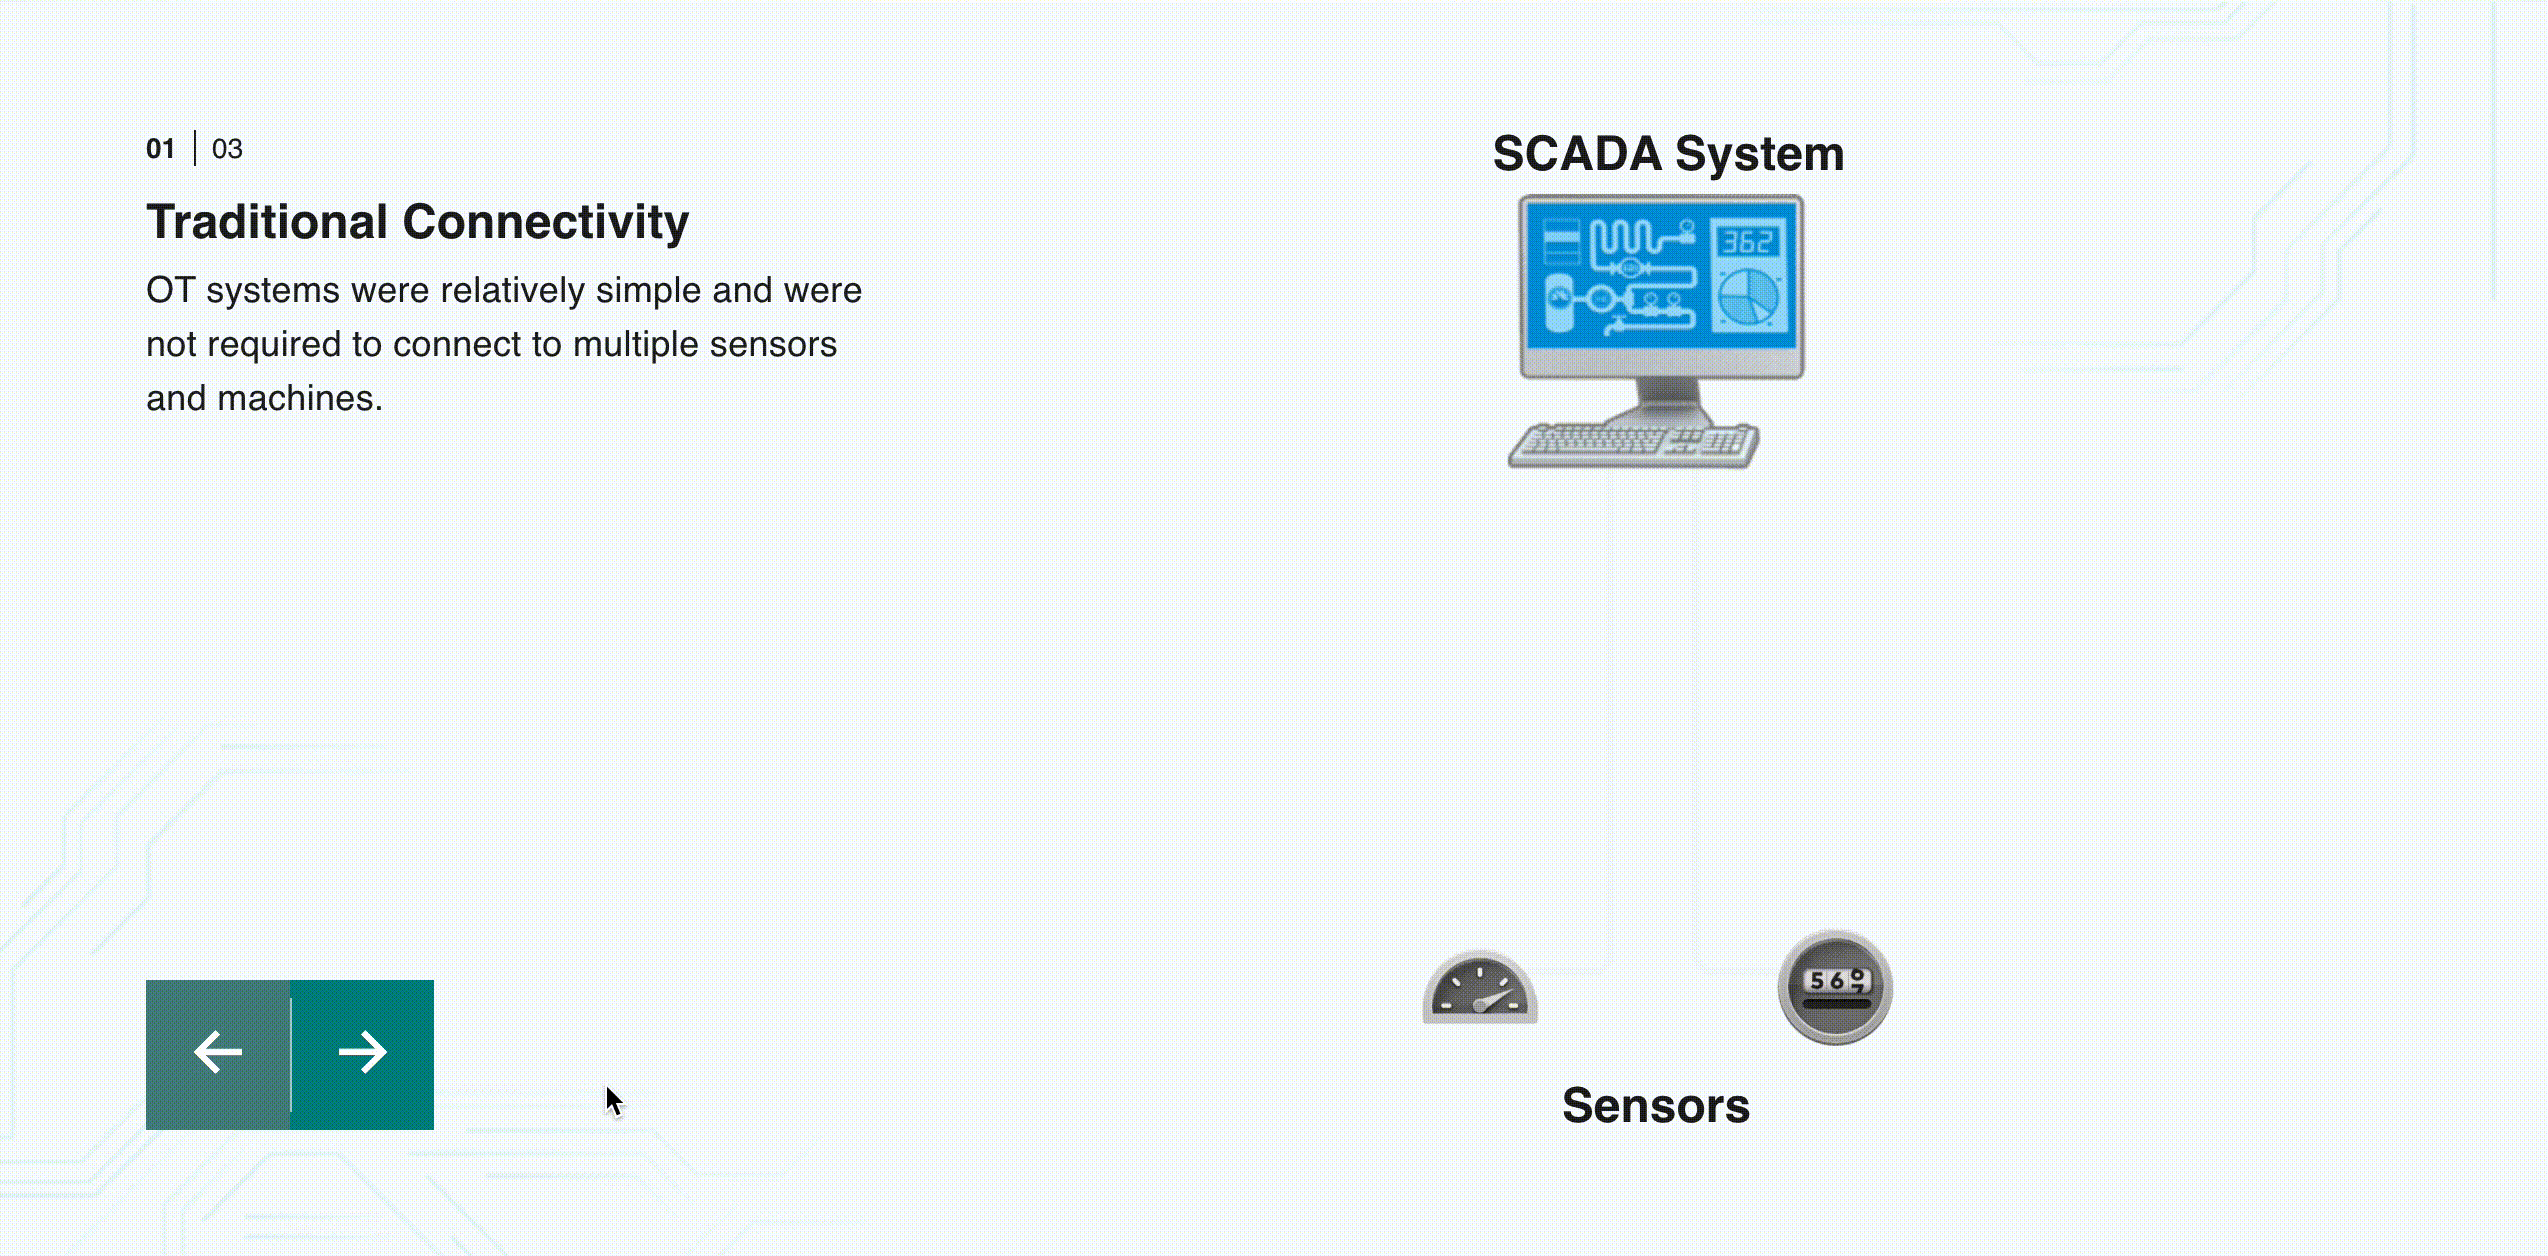 01 | 03
Traditional Connectivity
OT systems were relatively simple and were
not required to connect to multiple sensors
and machines.
SCADA System
362
56
Sensors